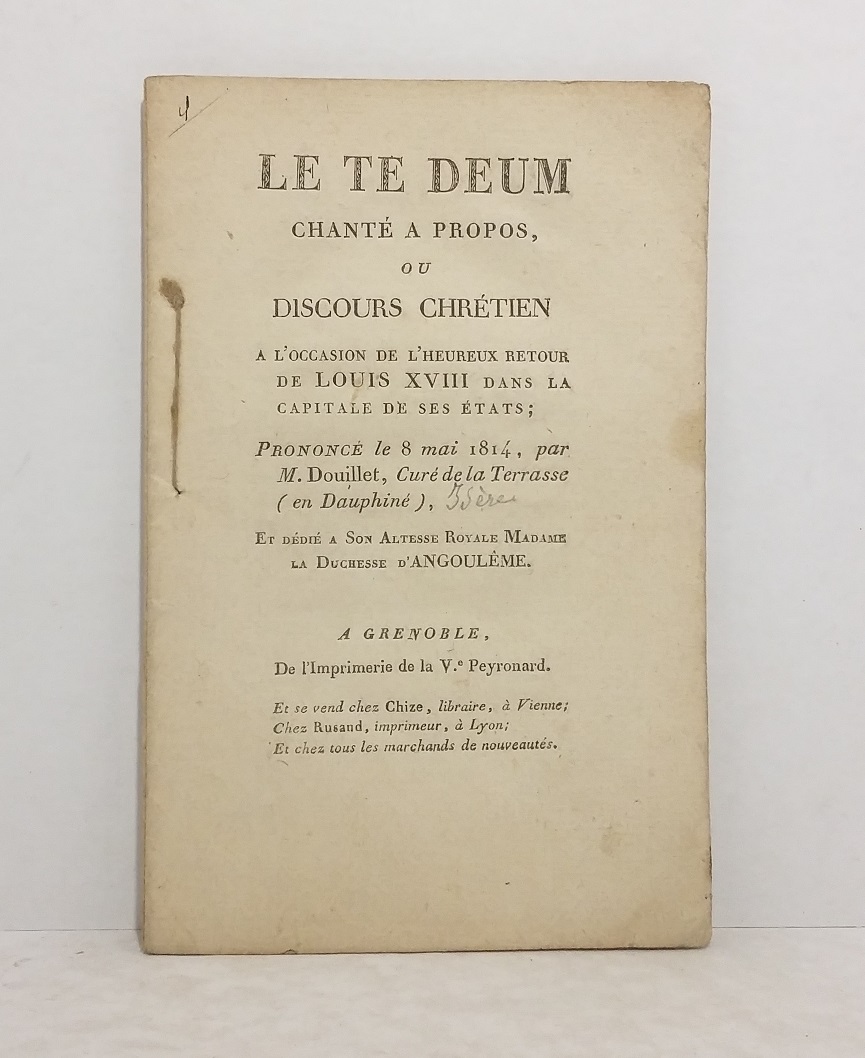 4
LE TE DEUM
CHANTÉ A PROPOS,
OU
DISCOURS CHRÉTIEN
A L'OCCASION DE L'HEUREUX RETOUR
DE LOUIS XVIII DANS LA
CAPITALE DE SES ÉTATS;
PRONONCÉ le 8 mai 1814, par
M. Douillet, Curé de la Terrasse
(en Dauphiné), Isère
ET DÉDIÉ A SON ALTESSE ROYALE MADAME
LA DUCHESSE D'ANGOULÊME.
A GRENOBLE,
De l'Imprimerie de la V.e Peyronard.
Et se vend chez Chize, libraire, à Vienne;
Chez Rusand, imprimeur, à Lyon;
Et chez tous les marchands de nouveautés.